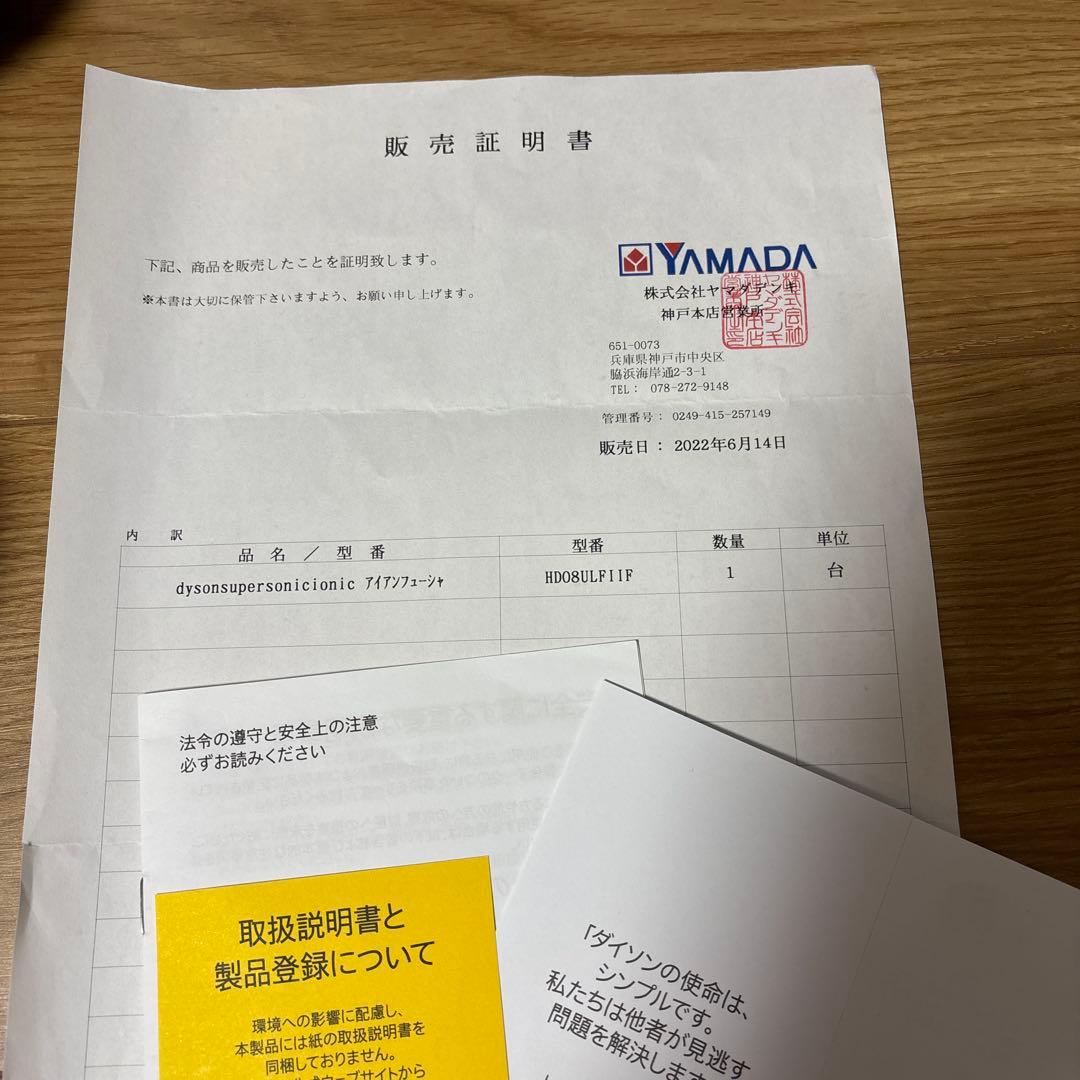 販売証明書
下記、商品を販売したことを証明致します。
※本書は大切に保管下さいますよう、お願い申し上げます。
YAMADA
株式会社ヤマダデンキ
神戸本店営業所
651-0073
兵庫県神戸市中央区
脇浜海岸通2-3-1
TEL： 078-272-9148
管理番号： 0249-415-257149
販売日： 2022年6月14日
内 訳
品 名 ／ 型 番 型番 数量 単位
dysonsupersonicionic ｱｲｱﾝﾌｭｰｼｬ HD08ULFIIF 1 台
法令の遵守と安全上の注意
必ずお読みください
取扱説明書と
製品登録について
環境への影響に配慮し、
本製品には紙の取扱説明書を
同梱しておりません。
「ダイソンの使命は、
シンプルです。
私たちは他者が見逃す
問題を解決しま